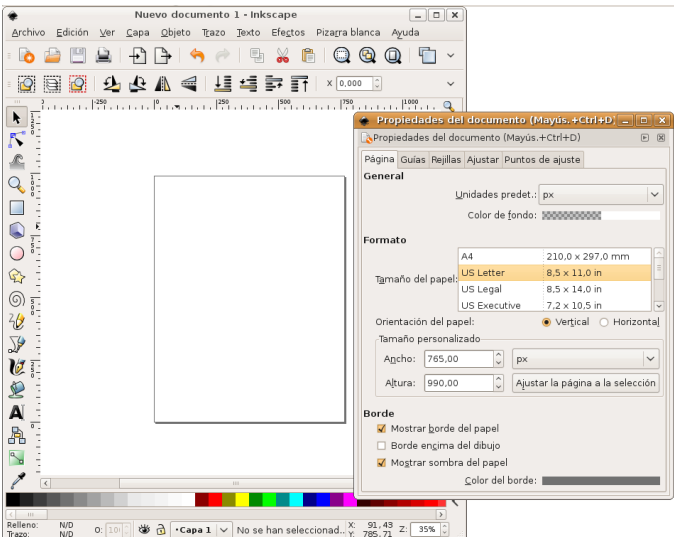 Nuevo documento 1 - Inkscape
Archivo Edición Ver Capa Objeto Trazo Texto Efectos Pizarra blanca Ayuda
X 0,000
-250 0 250 500 750 1000
Propiedades del documento (Mayús.+Ctrl+D)
Propiedades del documento (Mayús.+Ctrl+D)
Página Guías Rejillas Ajustar Puntos de ajuste
General
Unidades predet.: px
Color de fondo:
Formato
Tamaño del papel:
A4 210,0 x 297,0 mm
US Letter 8,5 x 11,0 in
US Legal 8,5 x 14,0 in
US Executive 7,2 x 10,5 in
Orientación del papel: Vertical Horizontal
Tamaño personalizado
Ancho: 765,00 px
Altura: 990,00 Ajustar la página a la selección
Borde
Mostrar borde del papel
Borde encima del dibujo
Mostrar sombra del papel
Color del borde:
Relleno: N/D
Trazo: N/D
O: 10 •Capa 1 No se han seleccionad..
X: 91,43
Y: 785,71
Z: 35%